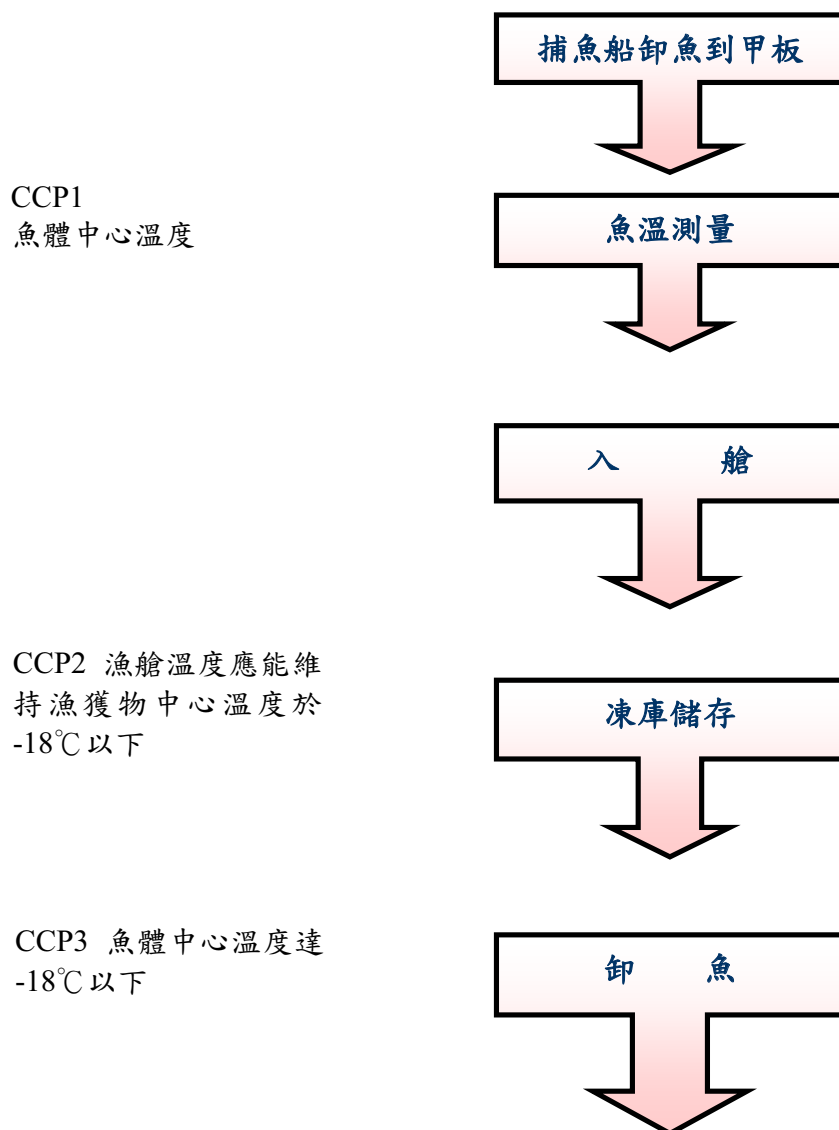 捕魚船卸魚到甲板
CCP1
魚體中心溫度
魚溫測量
入 艙
CCP2 漁艙溫度應能維
持漁獲物中心溫度於
-18℃以下
凍庫儲存
CCP3 魚體中心溫度達
-18℃以下
卸 魚